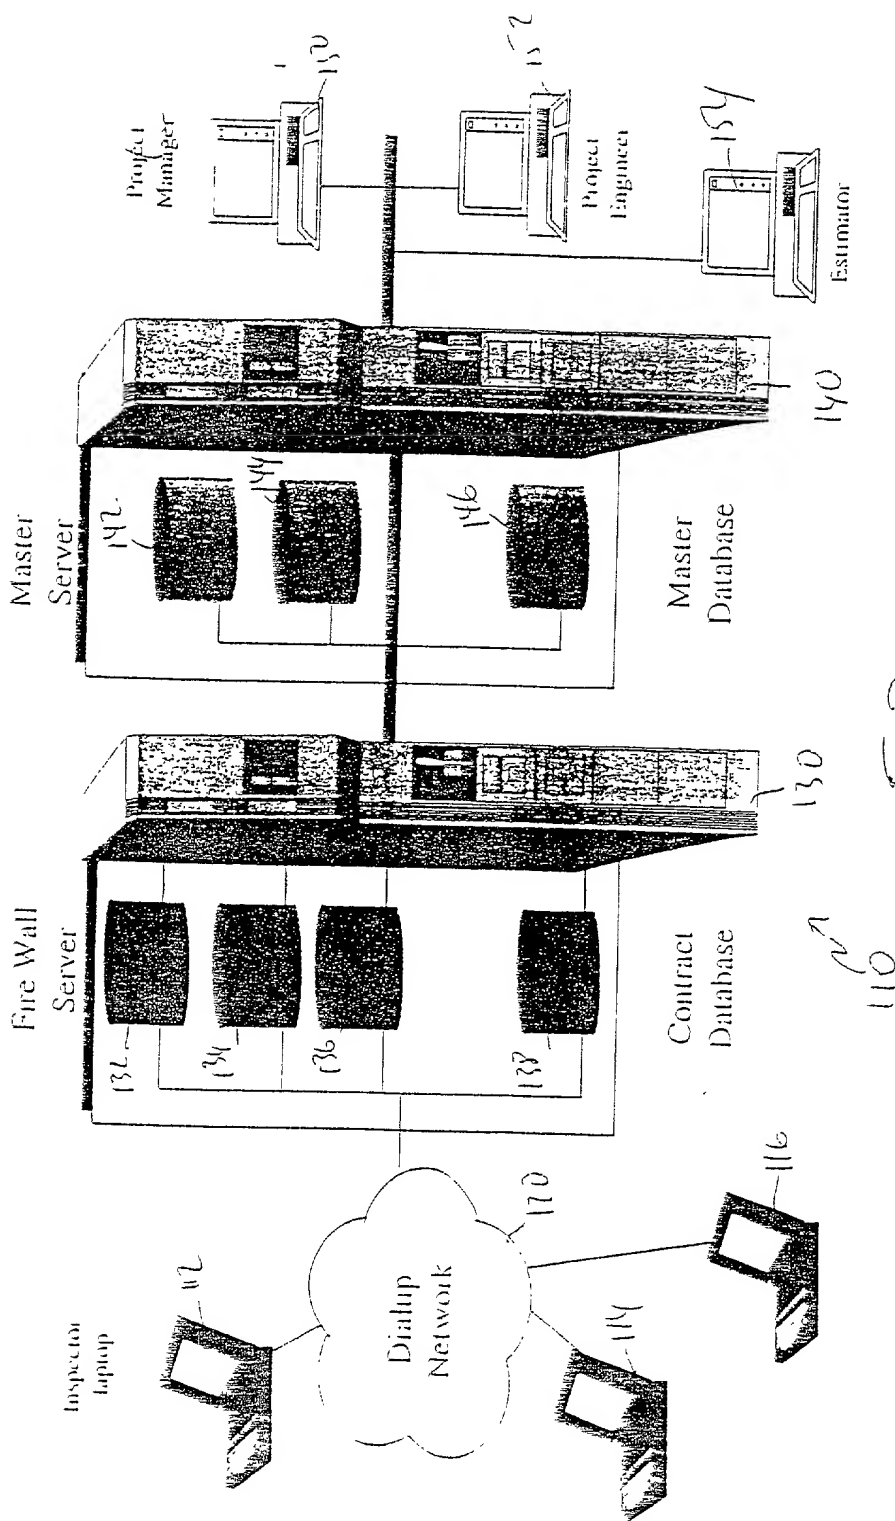 Inspector
laptop
112
114
116
Dialup
Network
120
Fire Wall
Server
132
134
136
138
Contract
Database
110
130
Master
Server
142
144
146
Master
Database
140
Project
Manager
150
152
Project
Engineer
154
Estimator